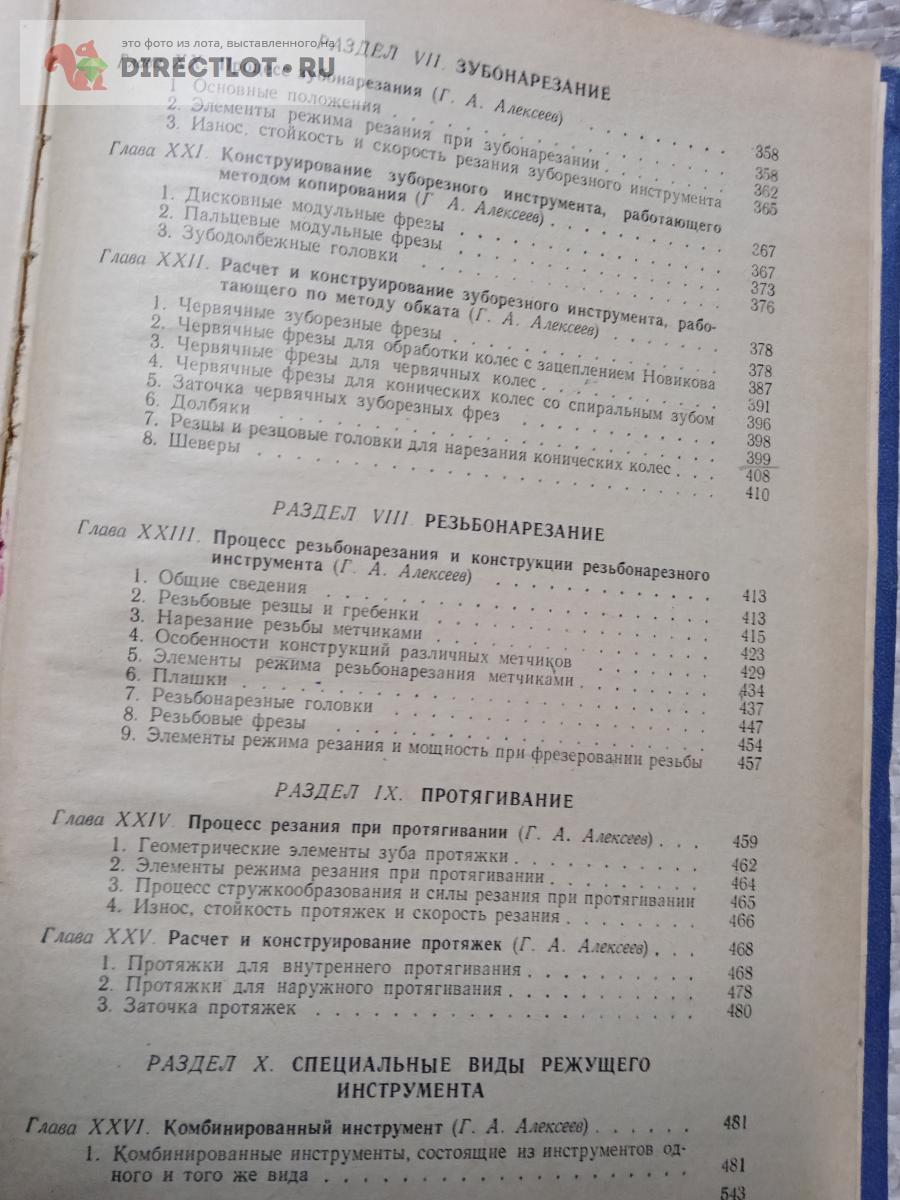 это фото из лота, выставленного на
DIRECTLOT.RU
РАЗДЕЛ VII. ЗУБОНАРЕЗАНИЕ
Глава XX. Процесс зубонарезания (Г. А. Алексеев) . . . . . . 358
1. Основные положения . . . . . . 358
2. Элементы режима резания при зубонарезании . . . . . . 362
3. Износ, стойкость и скорость резания зуборезного инструмента 365
Глава XXI. Конструирование зуборезного инструмента, работающего
методом копирования (Г. А. Алексеев) . . . . . . 267
1. Дисковные модульные фрезы . . . . . . 367
2. Пальцевые модульные фрезы . . . . . . 373
3. Зубодолбежные головки . . . . . . 376
Глава XXII. Расчет и конструирование зуборезного инструмента, рабо-
тающего по методу обката (Г. А. Алексеев) . . . . . . 378
1. Червячные зуборезные фрезы . . . . . . 378
2. Червячные фрезы для обработки колес с зацеплением Новикова 387
3. Червячные фрезы для червячных колес . . . . . . 391
4. Червячные фрезы для конических колес со спиральным зубом 396
5. Заточка червячных зуборезных фрез . . . . . . 398
6. Долбяки . . . . . . 399
7. Резцы и резцовые головки для нарезания конических колес . . . 408
8. Шеверы . . . . . . 410
РАЗДЕЛ VIII. РЕЗЬБОНАРЕЗАНИЕ
Глава XXIII. Процесс резьбонарезания и конструкции резьбонарезного
инструмента (Г. А. Алексеев) . . . . . . 413
1. Общие сведения . . . . . . 413
2. Резьбовые резцы и гребенки . . . . . . 415
3. Нарезание резьбы метчиками . . . . . . 423
4. Особенности конструкций различных метчиков . . . . . . 429
5. Элементы режима резьбонарезания метчиками . . . . . . 434
6. Плашки . . . . . . 437
7. Резьбонарезные головки . . . . . . 447
8. Резьбовые фрезы . . . . . . 454
9. Элементы режима резания и мощность при фрезеровании резьбы 457
РАЗДЕЛ IX. ПРОТЯГИВАНИЕ
Глава XXIV. Процесс резания при протягивании (Г. А. Алексеев) . . . 459
1. Геометрические элементы зуба протяжки . . . . . . 462
2. Элементы режима резания при протягивании . . . . . . 464
3. Процесс стружкообразования и силы резания при протягивании 465
4. Износ, стойкость протяжек и скорость резания . . . . . . 466
Глава XXV. Расчет и конструирование протяжек (Г. А. Алексеев) . . . 468
1. Протяжки для внутреннего протягивания . . . . . . 468
2. Протяжки для наружного протягивания . . . . . . 478
3. Заточка протяжек . . . . . . 480
РАЗДЕЛ X. СПЕЦИАЛЬНЫЕ ВИДЫ РЕЖУЩЕГО
ИНСТРУМЕНТА
Глава XXVI. Комбинированный инструмент (Г. А. Алексеев) . . . . . . 481
1. Комбинированные инструменты, состоящие из инструментов од-
ного и того же вида . . . . . . 481
543